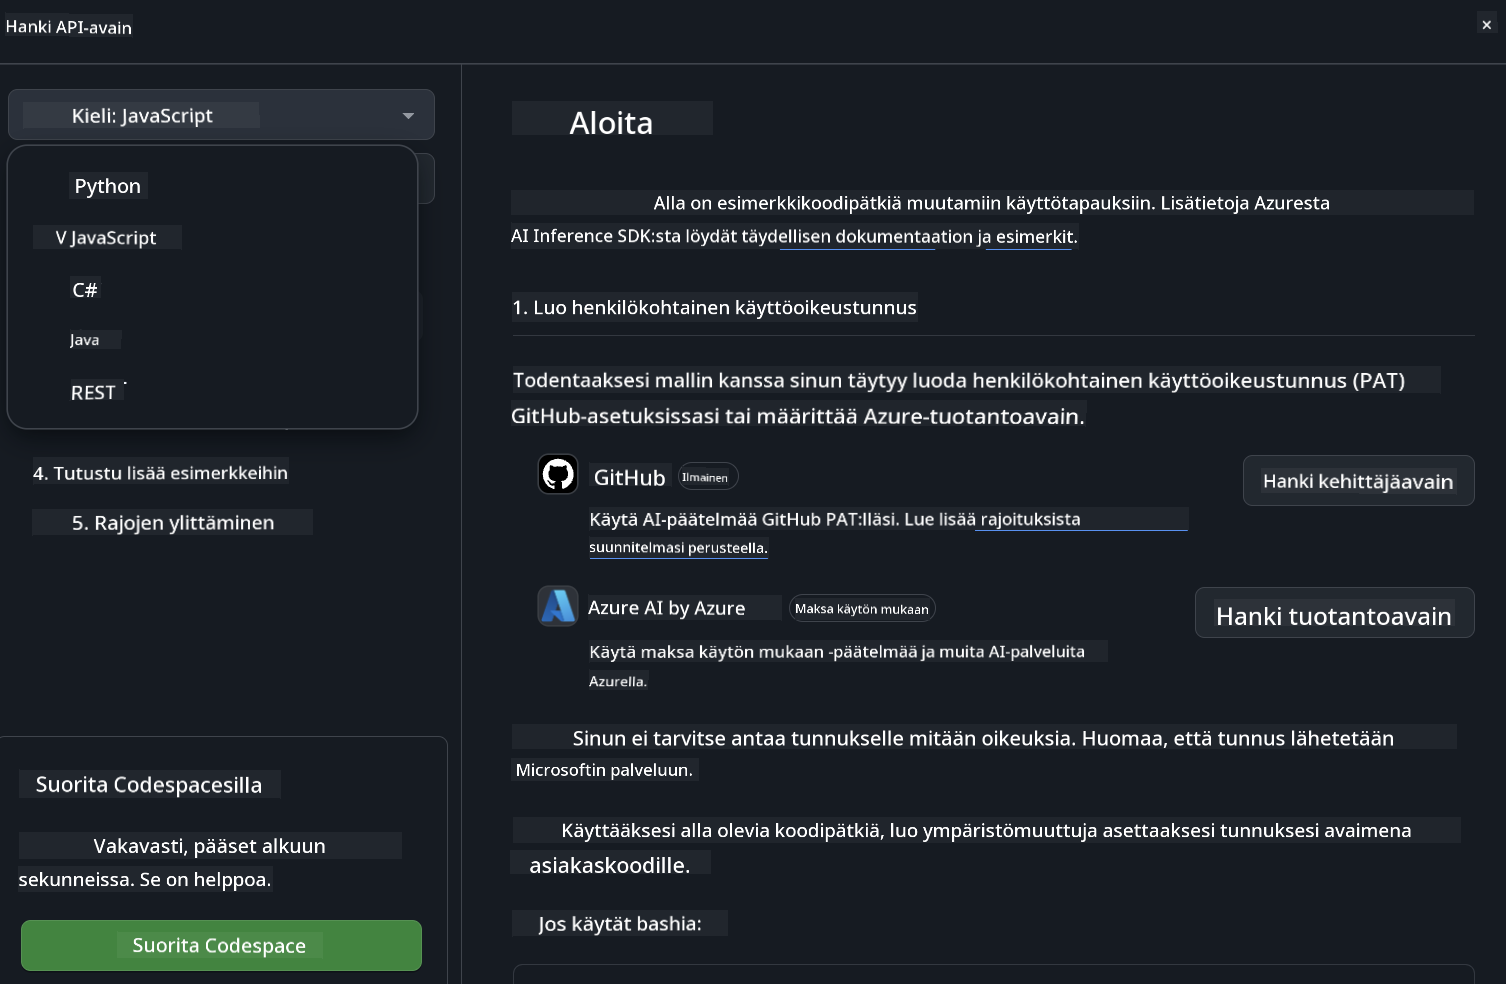 Hanki API-avain
×
Kieli: JavaScript
Python
V JavaScript
C#
Java
REST
4. Tutustu lisää esimerkkeihin
5. Rajojen ylittäminen
Suorita Codespacesilla
Vakavasti, pääset alkuun
sekunneissa. Se on helppoa.
Suorita Codespace
Aloita
Alla on esimerkkikoodipätkiä muutamiin käyttötapauksiin. Lisätietoja Azuresta
AI Inference SDK:sta löydät täydellisen dokumentaation ja esimerkit.
1. Luo henkilökohtainen käyttöoikeustunnus
Todentaaksesi mallin kanssa sinun täytyy luoda henkilökohtainen käyttöoikeustunnus (PAT)
GitHub-asetuksissasi tai määrittää Azure-tuotantoavain.
GitHub Ilmainen
Hanki kehittäjäavain
Käytä AI-päätelmää GitHub PAT:lläsi. Lue lisää rajoituksista
suunnitelmasi perusteella.
Azure AI by Azure Maksa käytön mukaan
Hanki tuotantoavain
Käytä maksa käytön mukaan -päätelmää ja muita AI-palveluita
Azurella.
Sinun ei tarvitse antaa tunnukselle mitään oikeuksia. Huomaa, että tunnus lähetetään
Microsoftin palveluun.
Käyttääksesi alla olevia koodipätkiä, luo ympäristömuuttuja asettaaksesi tunnuksesi avaimena
asiakaskoodille.
Jos käytät bashia: